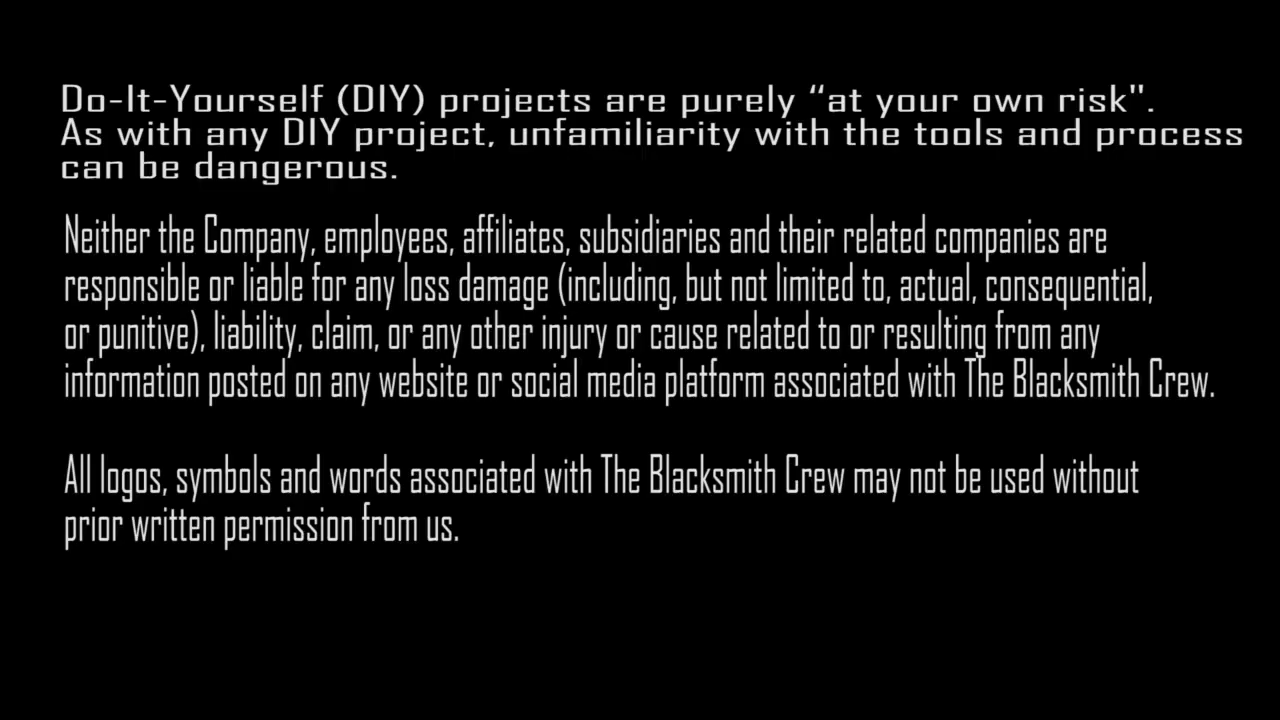 Do-It-Yourself (DIY) projects are purely “at your own risk".
As with any DIY project, unfamiliarity with the tools and process
can be dangerous.
Neither the Company, employees, affiliates, subsidiaries and their related companies are
responsible or liable for any loss damage (including, but not limited to, actual, consequential,
or punitive), liability, claim, or any other injury or cause related to or resulting from any
information posted on any website or social media platform associated with The Blacksmith Crew.
All logos, symbols and words associated with The Blacksmith Crew may not be used without
prior written permission from us.